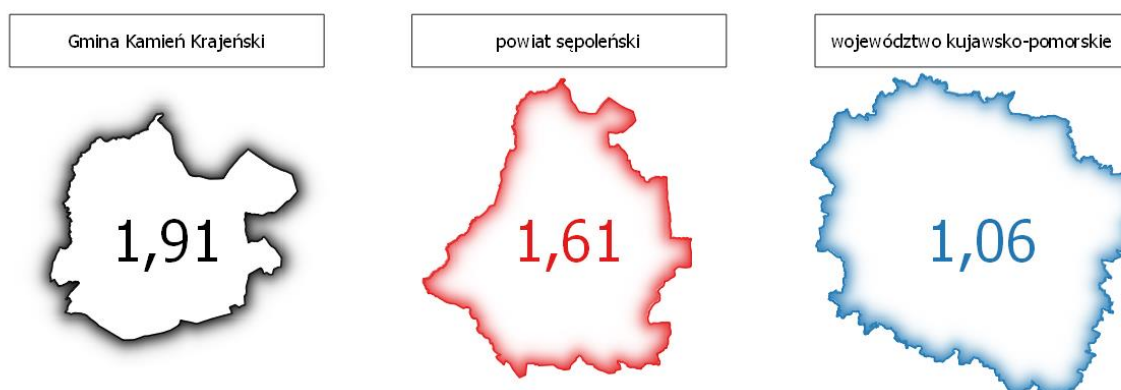 Gmina Kamień Krajeński
powiat sępoleński
województwo kujawsko-pomorskie
1,91
1,61
1,06